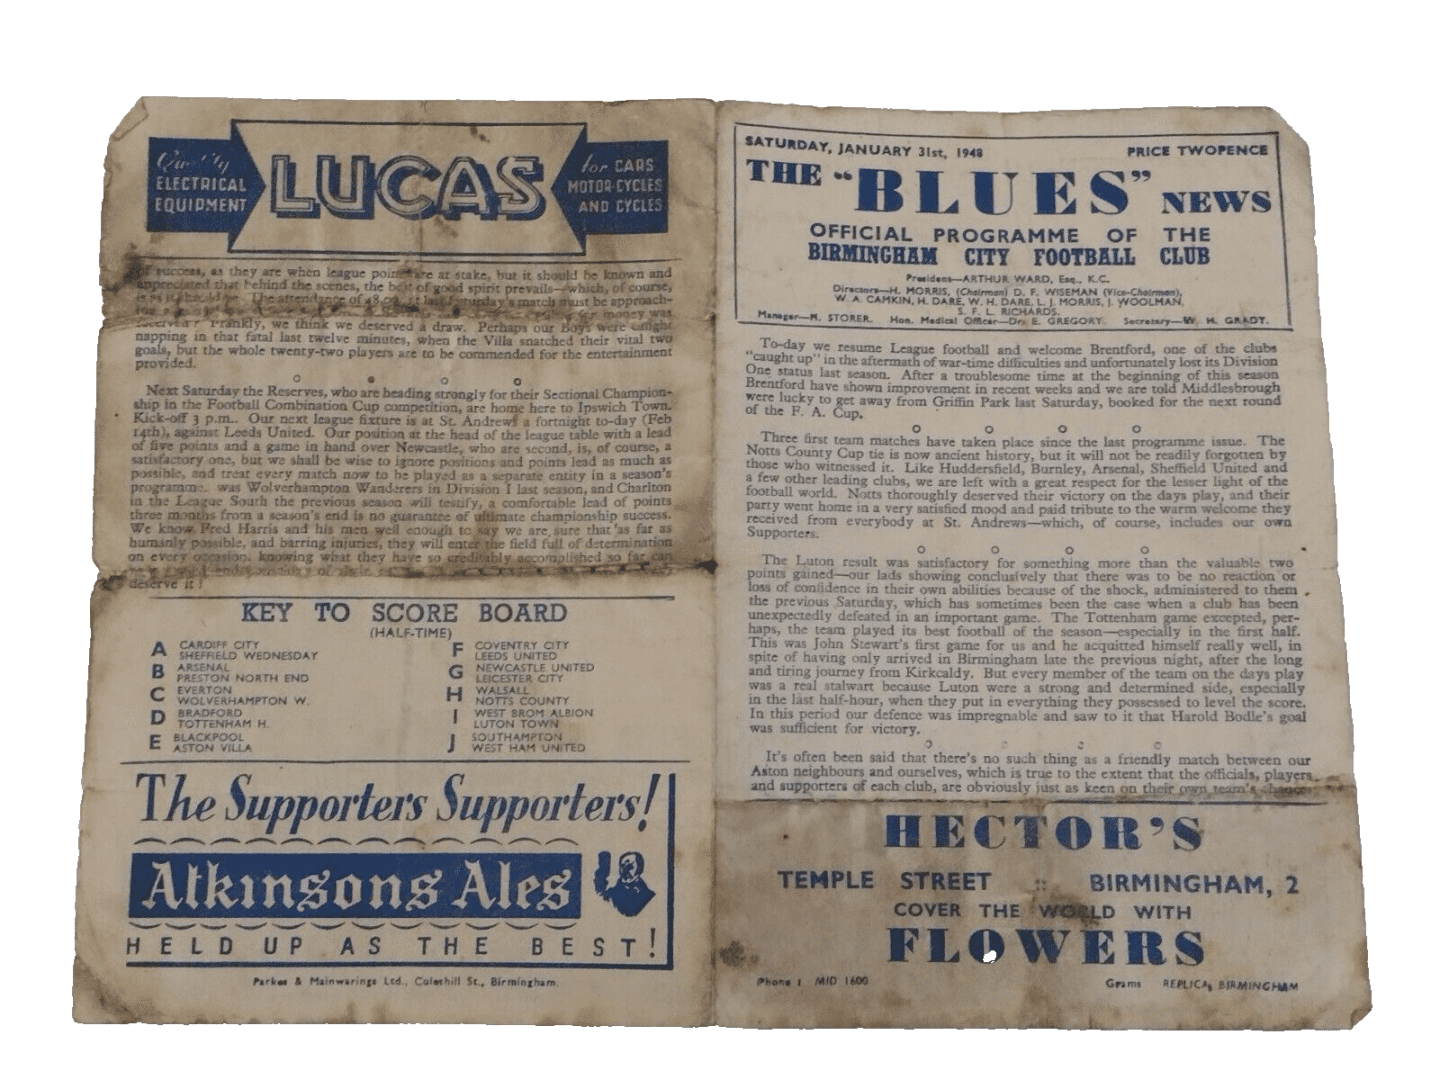 Quality
ELECTRICAL
EQUIPMENT
LUCAS
for CARS
MOTOR-CYCLES
AND CYCLES
of success, as they are when league points are at stake, but it should be known and
appreciated that behind the scenes, the best of good spirit prevails—which, of course,
is as it should be. The attendance of 48,00 at last Saturday's match must be approach-
for money was
received? Frankly, we think we deserved a draw. Perhaps our Boys were caught
napping in that fatal last twelve minutes, when the Villa snatched their vital two
goals, but the whole twenty-two players are to be commended for the entertainment
provided.
Next Saturday the Reserves, who are heading strongly for their Sectional Champion-
ship in the Football Combination Cup competition, are home here to Ipswich Town.
Kick-off 3 p.m.. Our next league fixture is at St. Andrews a fortnight to-day (Feb
14th), against Leeds United. Our position at the head of the league table with a lead
of five points and a game in hand over Newcastle, who are second, is, of course, a
satisfactory one, but we shall be wise to ignore positions and points lead as much as
possible, and treat every match now to be played as a separate entity in a season's
programme. was Wolverhampton Wanderers in Division I last season, and Charlton
in the League South the previous season will testify, a comfortable lead of points
three months from a season's end is no guarantee of ultimate championship success.
We know Fred Harris and his men well enough to say we are sure that as far as
humanly possible, and barring injuries, they will enter the field full of determination
on every occasion, knowing what they have so creditably accomplished so far can
deserve it!
KEY TO SCORE BOARD
(HALF-TIME)
A CARDIFF CITY
SHEFFIELD WEDNESDAY
B ARSENAL
PRESTON NORTH END
C EVERTON
WOLVERHAMPTON W.
D BRADFORD
TOTTENHAM H.
E BLACKPOOL
ASTON VILLA
F COVENTRY CITY
LEEDS UNITED
G NEWCASTLE UNITED
LEICESTER CITY
H WALSALL
NOTTS COUNTY
I WEST BROM ALBION
LUTON TOWN
J SOUTHAMPTON
WEST HAM UNITED
The Supporters Supporters!
Atkinsons Ales
HELD UP AS THE BEST!
Parkes & Mainwarings Ltd., Coleshill St., Birmingham.
SATURDAY, JANUARY 31st, 1948 PRICE TWOPENCE
THE "BLUES" NEWS
OFFICIAL PROGRAMME OF THE
BIRMINGHAM CITY FOOTBALL CLUB
President—ARTHUR WARD, Esq., K.C.
Directors—H. MORRIS, (Chairman) D. F. WISEMAN (Vice-Chairman),
W. A. CAMKIN, H. DARE, W. H. DARE, L. J. MORRIS, J. WOOLMAN,
S. F. L. RICHARDS.
Manager—H. STORER. Hon. Medical Officer—Dr. E. GREGORY. Secretary—W. H. GRADY.
To-day we resume League football and welcome Brentford, one of the clubs
"caught up" in the aftermath of war-time difficulties and unfortunately lost its Division
One status last season. After a troublesome time at the beginning of this season
Brentford have shown improvement in recent weeks and we are told Middlesbrough
were lucky to get away from Griffin Park last Saturday, booked for the next round
of the F. A. Cup.
Three first team matches have taken place since the last programme issue. The
Notts County Cup tie is now ancient history, but it will not be readily forgotten by
those who witnessed it. Like Huddersfield, Burnley, Arsenal, Sheffield United and
a few other leading clubs, we are left with a great respect for the lesser light of the
football world. Notts thoroughly deserved their victory on the days play, and their
party went home in a very satisfied mood and paid tribute to the warm welcome they
received from everybody at St. Andrews—which, of course, includes our own
Supporters.
The Luton result was satisfactory for something more than the valuable two
points gained—our lads showing conclusively that there was to be no reaction or
loss of confidence in their own abilities because of the shock, administered to them
the previous Saturday, which has sometimes been the case when a club has been
unexpectedly defeated in an important game. The Tottenham game excepted, per-
haps, the team played its best football of the season—especially in the first half.
This was John Stewart's first game for us and he acquitted himself really well, in
spite of having only arrived in Birmingham late the previous night, after the long
and tiring journey from Kirkcaldy. But every member of the team on the days play
was a real stalwart because Luton were a strong and determined side, especially
in the last half-hour, when they put in everything they possessed to level the score.
In this period our defence was impregnable and saw to it that Harold Bodle's goal
was sufficient for victory.
It's often been said that there's no such thing as a friendly match between our
Aston neighbours and ourselves, which is true to the extent that the officials, players
and supporters of each club, are obviously just as keen on their own team's chance
HECTOR'S
TEMPLE STREET :: BIRMINGHAM, 2
COVER THE WORLD WITH
FLOWERS
Phone : MID 1600 Grams REPLICA, BIRMINGHAM